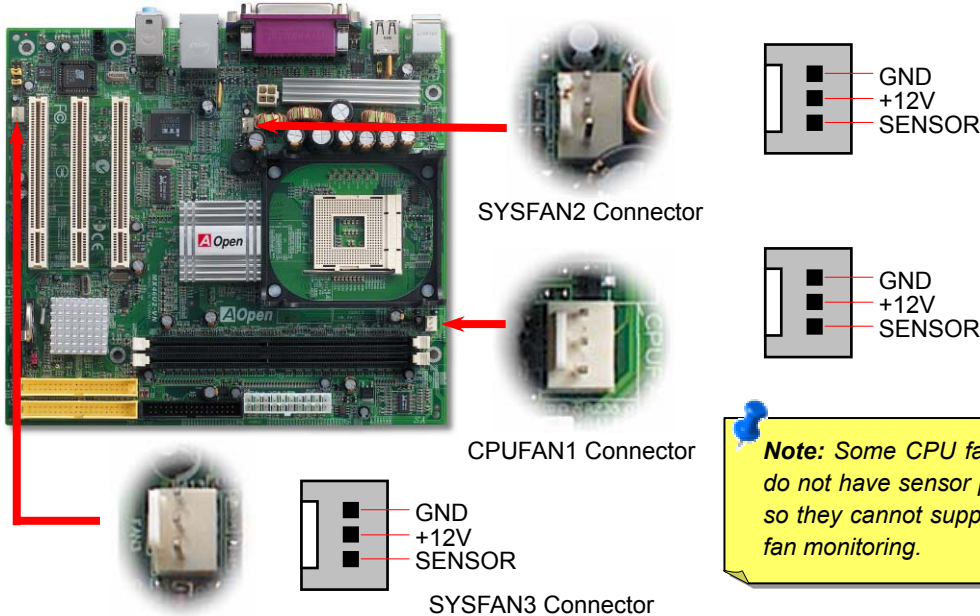 GND
+12V
SENSOR
SYSFAN2 Connector
AOpen
AOpen
GND
+12V
SENSOR
CPUFAN1 Connector
Note: Some CPU fa
do not have sensor p
so they cannot supp
fan monitoring.
GND
+12V
SENSOR
SYSFAN3 Connector